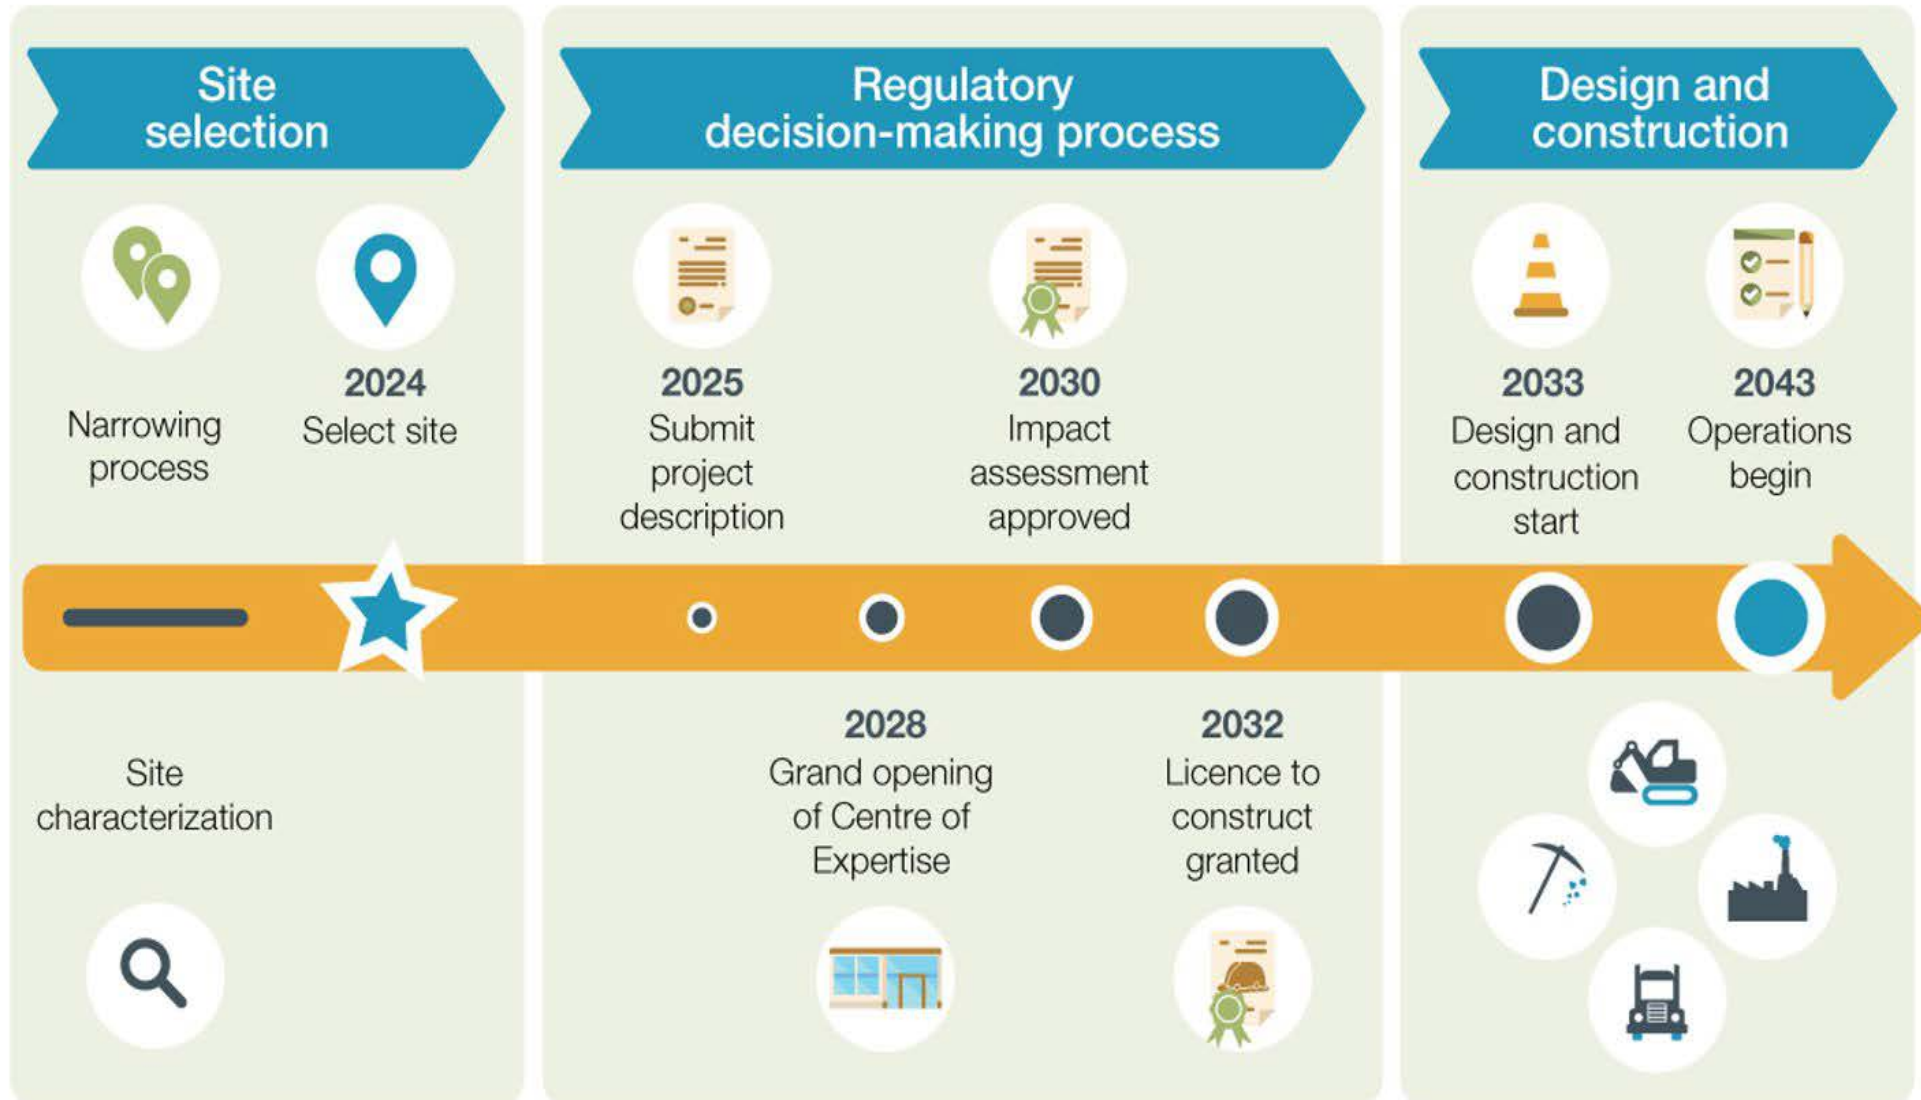 Site
selection
Narrowing
process
2024
Select site
Site
characterization
Regulatory
decision-making process
2025
Submit
project
description
2028
Grand opening
of Centre of
Expertise
2030
Impact
assessment
approved
2032
Licence to
construct
granted
Design and
construction
2033
Design and
construction
start
2043
Operations
begin